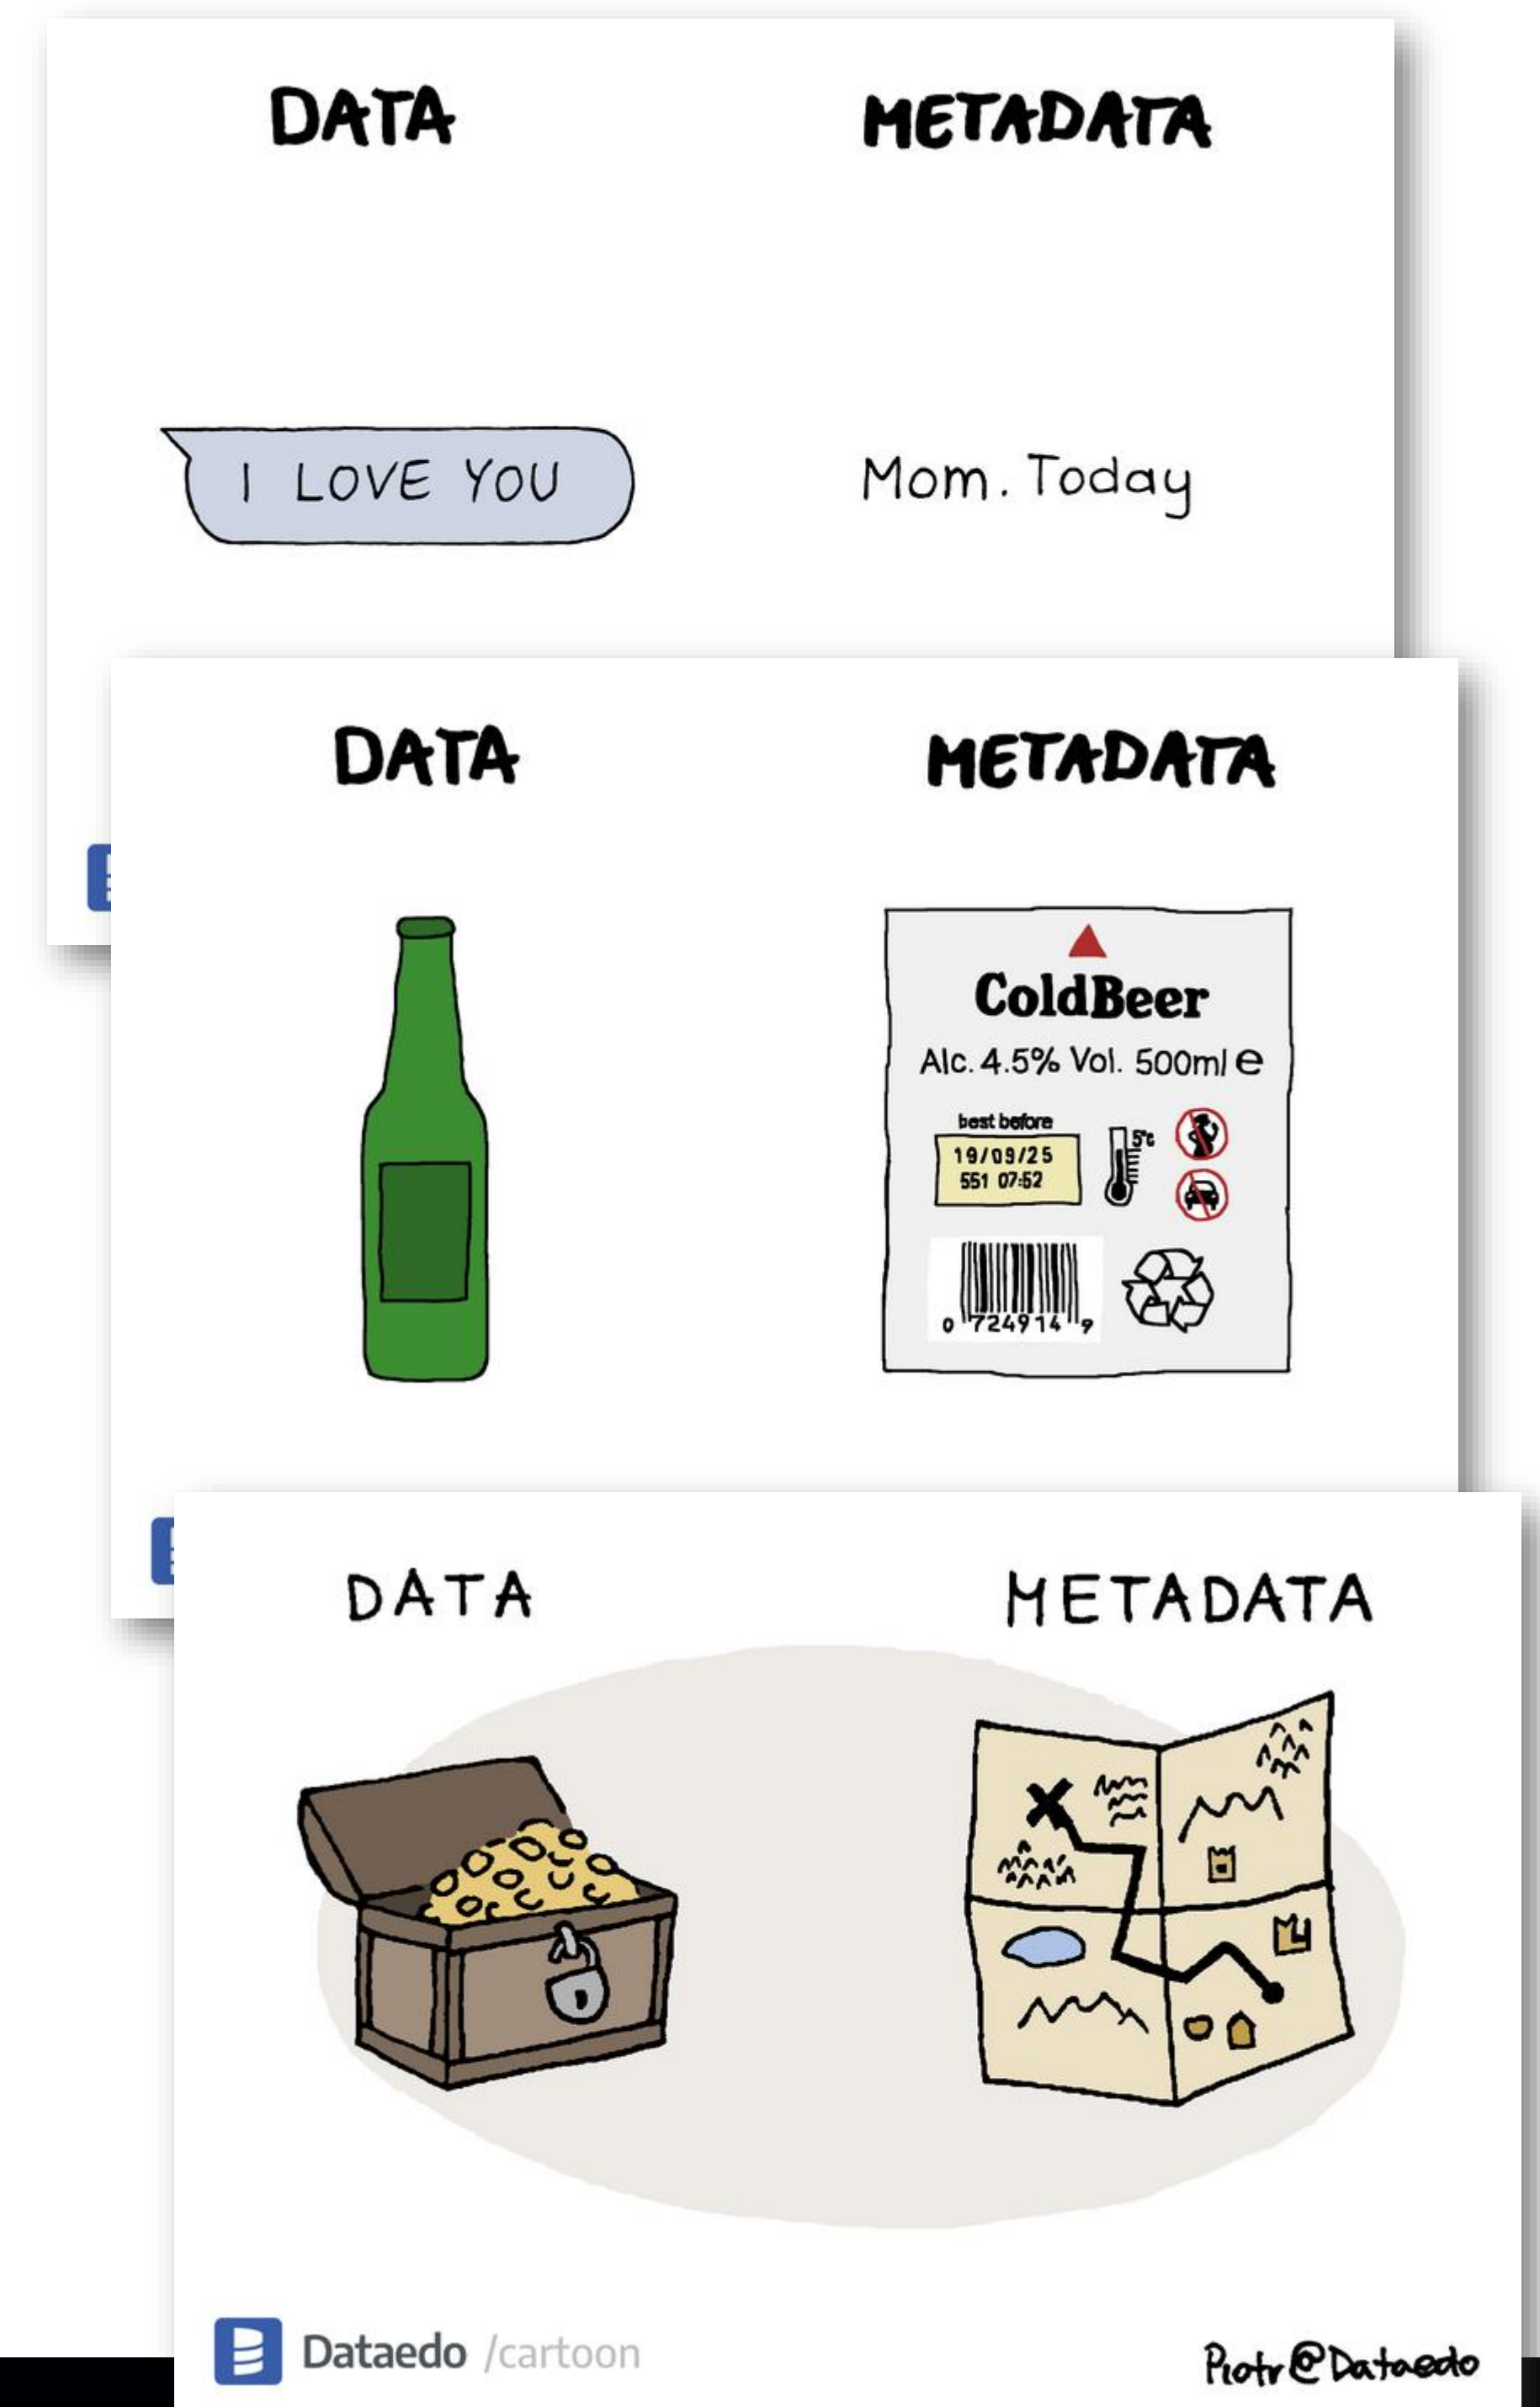 DATA
METADATA
I LOVE YOU
Mom. Today
DATA
METADATA
ColdBeer
Alc. 4.5% Vol. 500ml e
best before
19/09/25
551 07:52
5°c
0 724914 9
DATA
METADATA
Dataedo /cartoon
Piotr@Dataedo